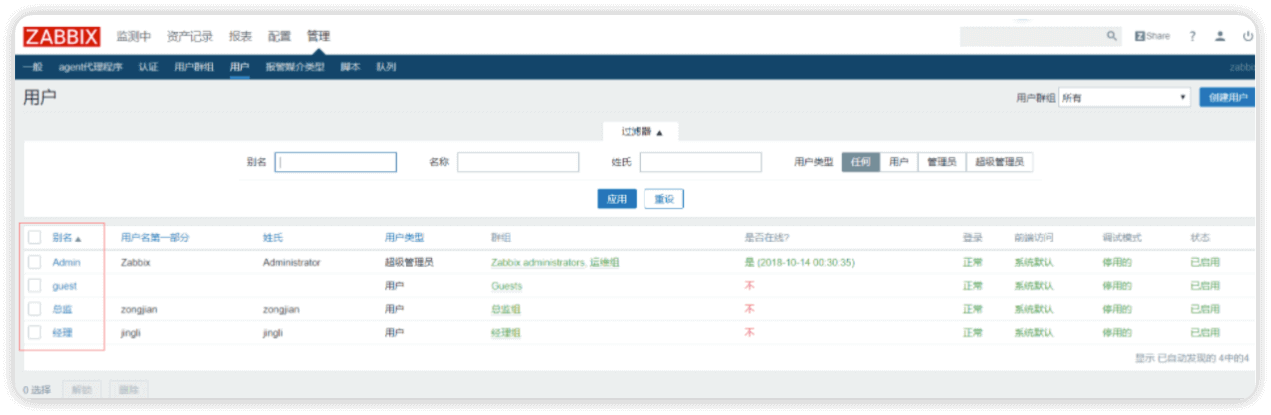 ZABBIX 监测中 资产记录 报表 配置 管理 Share ?
一般 agent代理程序 认证 用户群组 用户 报警媒介类型 脚本 队列 zabbix
用户 用户群组 所有 创建用户
过滤器 ▲
别名 名称 姓氏 用户类型 任何 用户 管理员 超级管理员
应用 重设
别名 ▲ 用户名第一部分 姓氏 用户类型 群组 是否在线? 登录 前端访问 调试模式 状态
Admin Zabbix Administrator 超级管理员 Zabbix administrators, 运维组 是 (2018-10-14 00:30:35) 正常 系统默认 停用的 已启用
guest 用户 Guests 不 正常 系统默认 停用的 已启用
总监 zongjian zongjian 用户 总监组 不 正常 系统默认 停用的 已启用
经理 jingli jingli 用户 经理组 不 正常 系统默认 停用的 已启用
显示 已自动发现的 4中的4
0 选择 解锁 删除